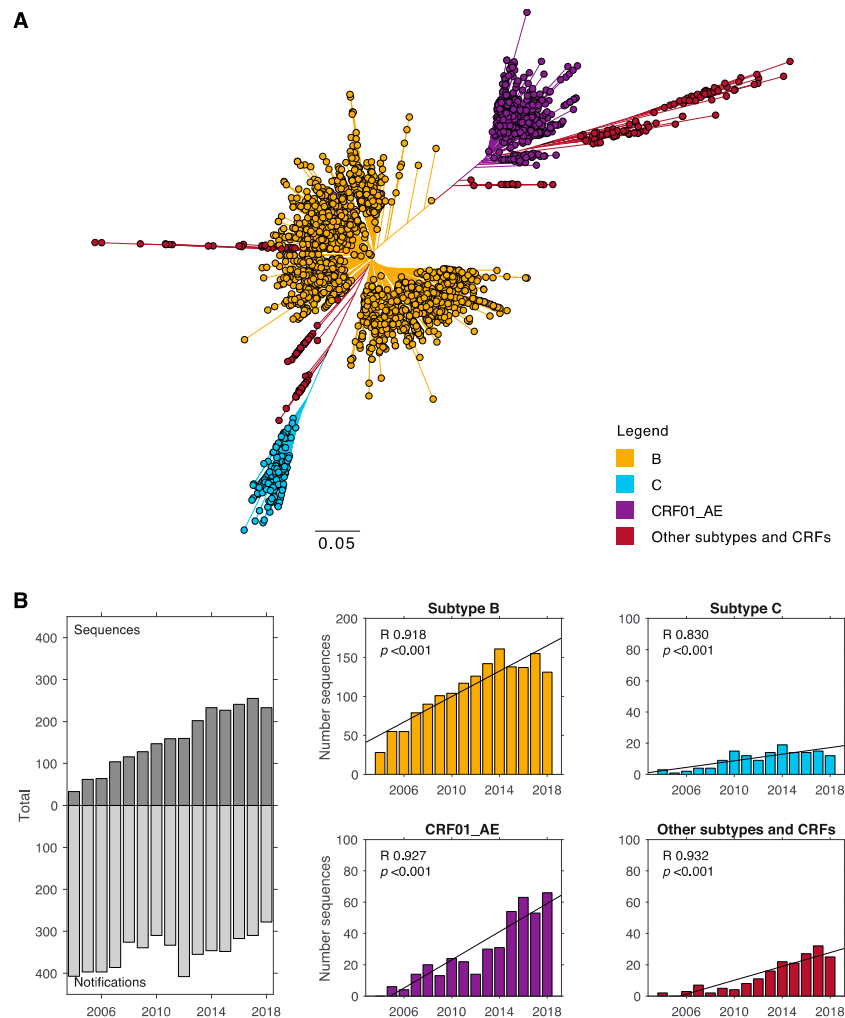 A
Legend
B
C
CRF01_AE
Other subtypes and CRFs
0.05
B
Sequences
Notifications
Total
400
300
200
100
0
100
200
300
400
2006
2010
2014
2018
Subtype B
R 0.918
p <0.001
Number sequences
200
150
100
50
0
2006
2010
2014
2018
Subtype C
R 0.830
p <0.001
100
80
60
40
20
0
2006
2010
2014
2018
CRF01_AE
R 0.927
p <0.001
Number sequences
100
80
60
40
20
0
2006
2010
2014
2018
Other subtypes and CRFs
R 0.932
p <0.001
100
80
60
40
20
0
2006
2010
2014
2018